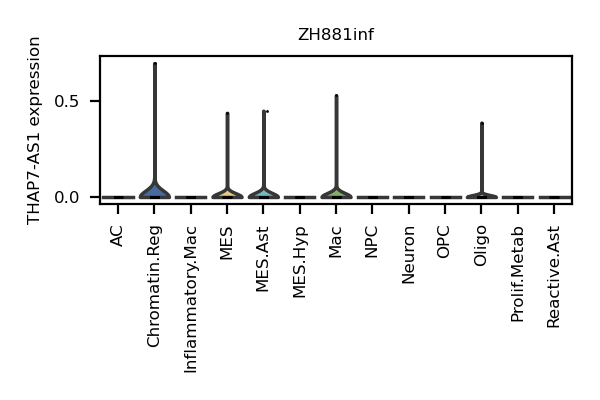 ZH881inf
THAP7-AS1 expression
0.5
0.0
AC
Chromatin.Reg
Inflammatory.Mac
MES
MES.Ast
MES.Hyp
Mac
NPC
Neuron
OPC
Oligo
Prolif.Metab
Reactive.Ast